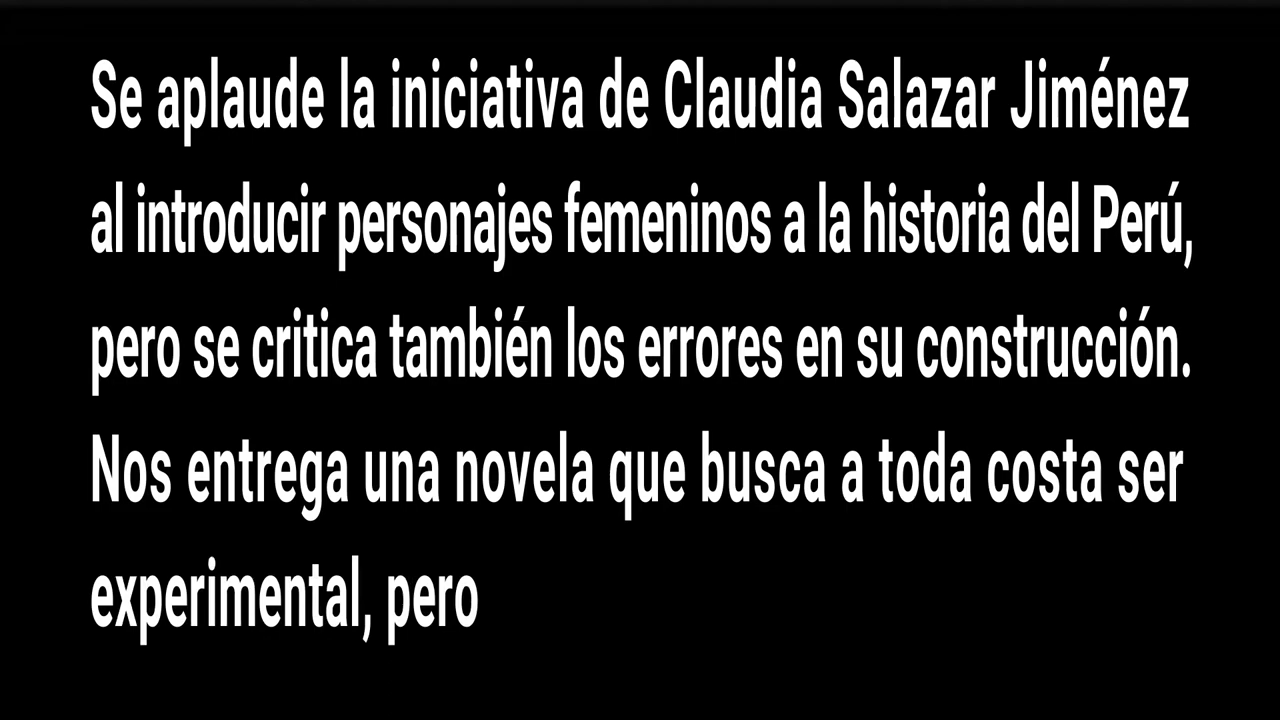 Se aplaude la iniciativa de Claudia Salazar Jiménez
al introducir personajes femeninos a la historia del Perú,
pero se critica también los errores en su construcción.
Nos entrega una novela que busca a toda costa ser
experimental, pero